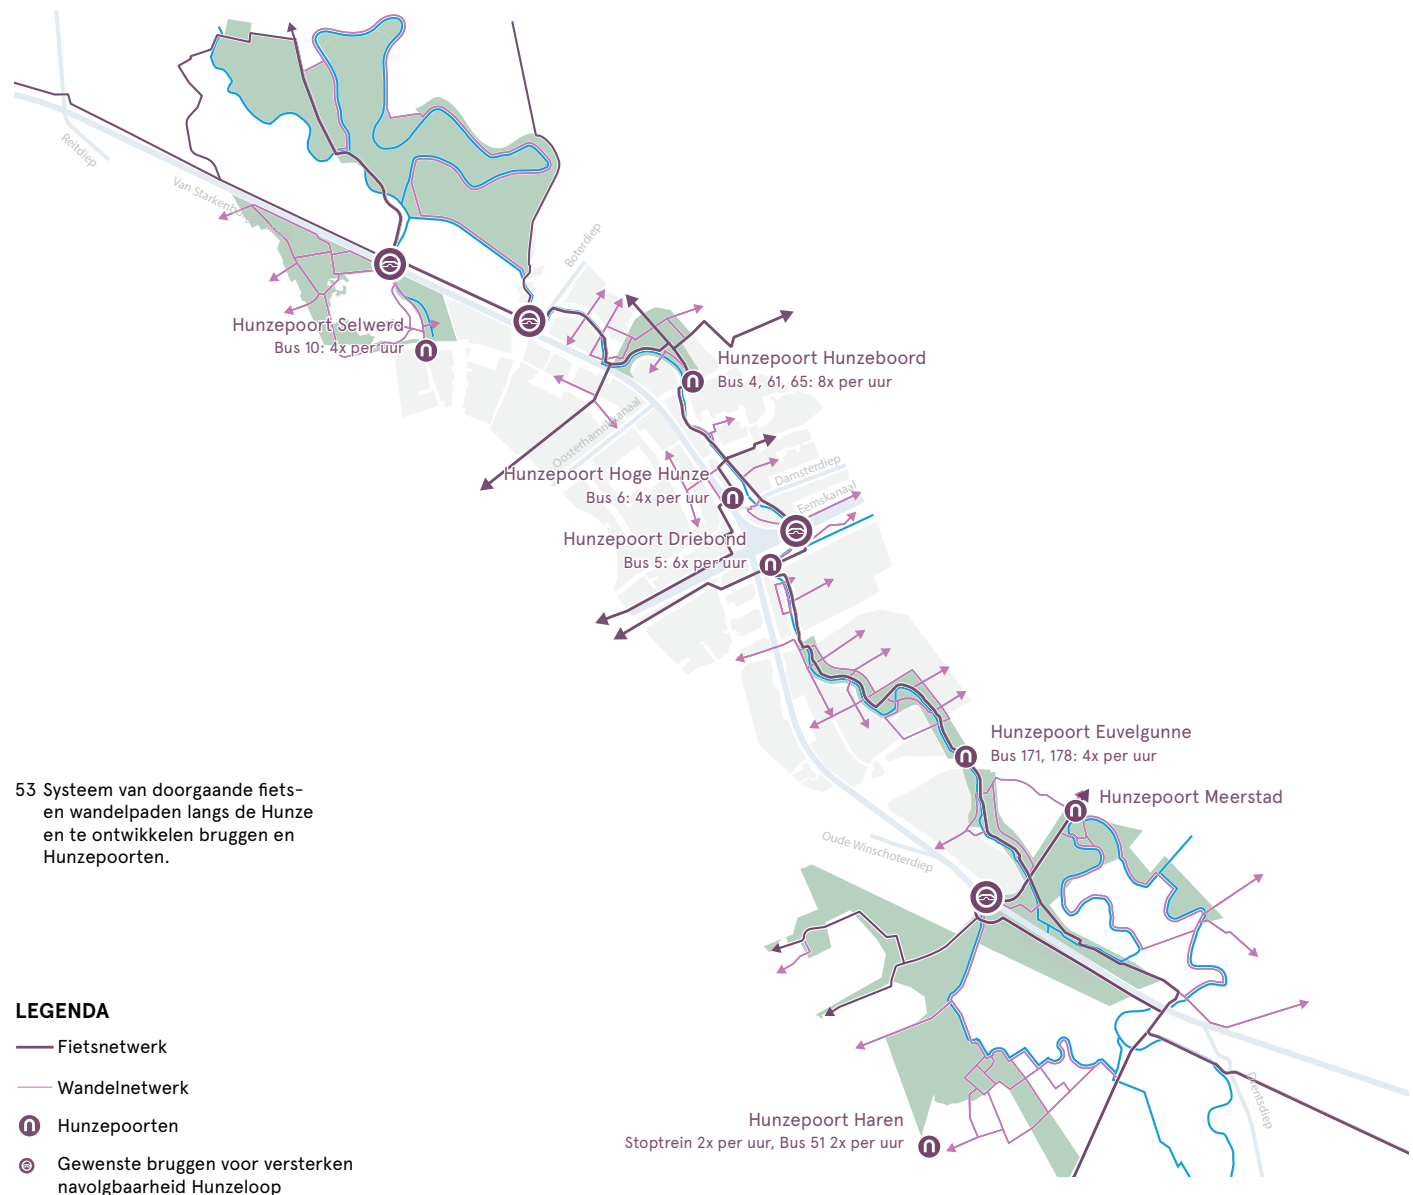 Reitdiep
Van Starkenborg
Boterdiep
Hunzepoort Selwerd
Bus 10: 4x per uur
Hunzepoort Hunzeboord
Bus 4, 61, 65: 8x per uur
Oosterhamrikkanaal
Hunzepoort Hoge Hunze
Bus 6: 4x per uur
Damsterdiep
Eemskanaal
Hunzepoort Driebond
Bus 5: 6x per uur
Hunzepoort Euvelgunne
Bus 171, 178: 4x per uur
Hunzepoort Meerstad
Oude Winschoterdiep
53 Systeem van doorgaande fiets-
en wandelpaden langs de Hunze
en te ontwikkelen bruggen en
Hunzepoorten.
Drentsdiep
Hunzepoort Haren
Stoptrein 2x per uur, Bus 51 2x per uur
LEGENDA
Fietsnetwerk
Wandelnetwerk
Hunzepoorten
Gewenste bruggen voor versterken
navolgbaarheid Hunzeloop